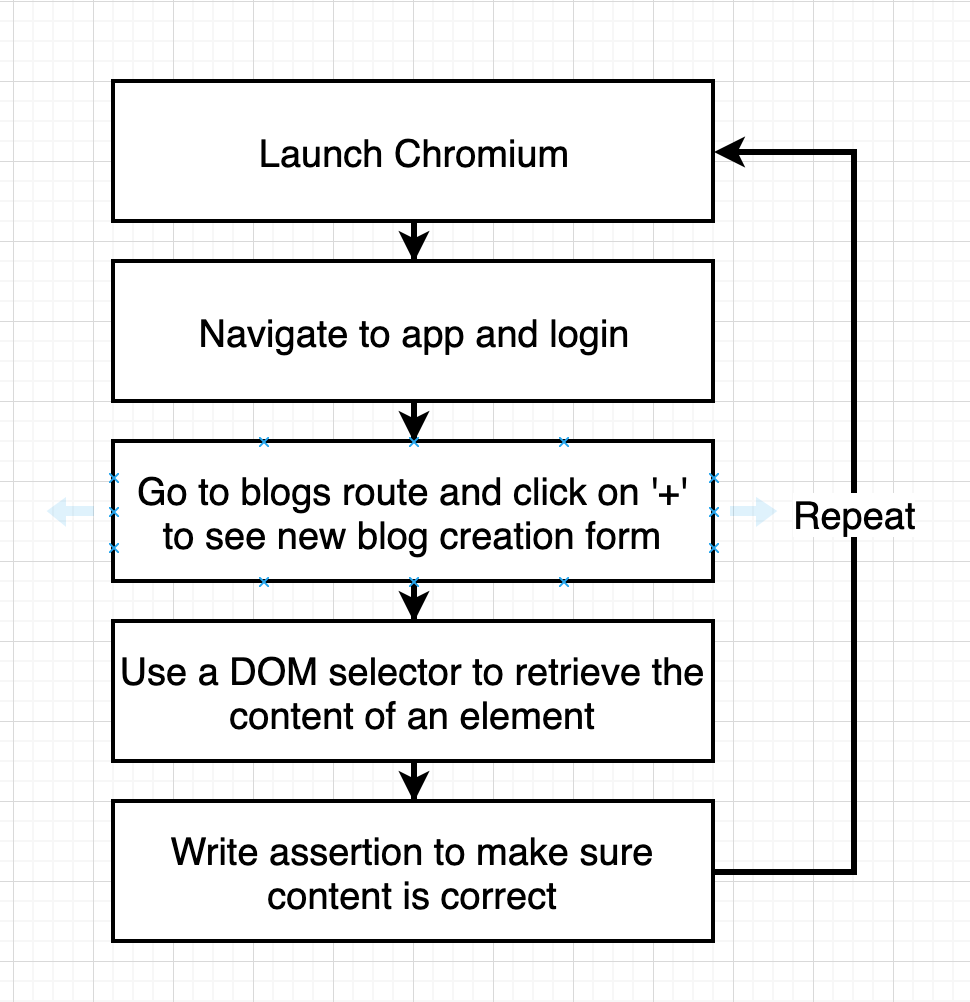 Launch Chromium
Navigate to app and login
Go to blogs route and click on '+'
to see new blog creation form
Repeat
Use a DOM selector to retrieve the
content of an element
Write assertion to make sure
content is correct